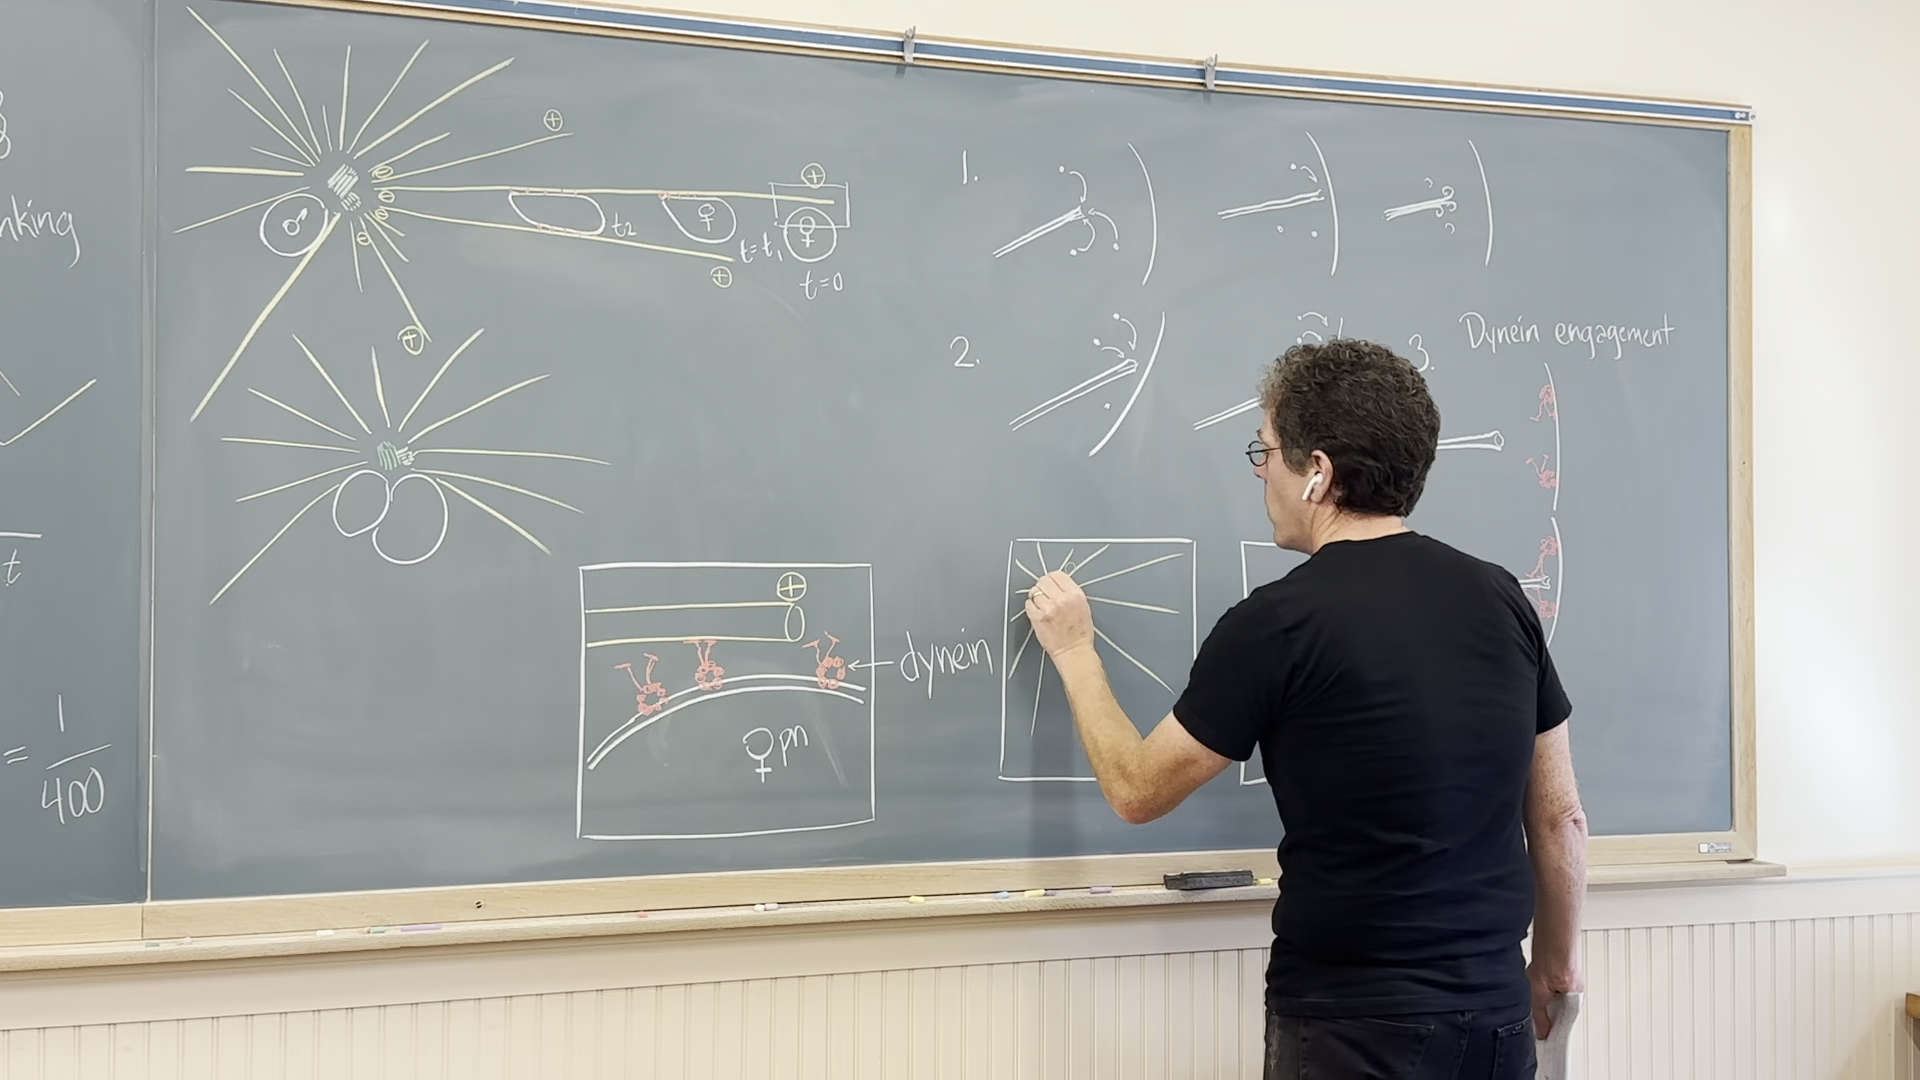 nking
t
= 1
400
⊕
⊖
⊖
⊖
⊖
♂
t2
♀
t=t1
⊕
♀
t=0
⊕
⊕
⊕
dynein
♀pn
1.
2.
3. Dynein engagement